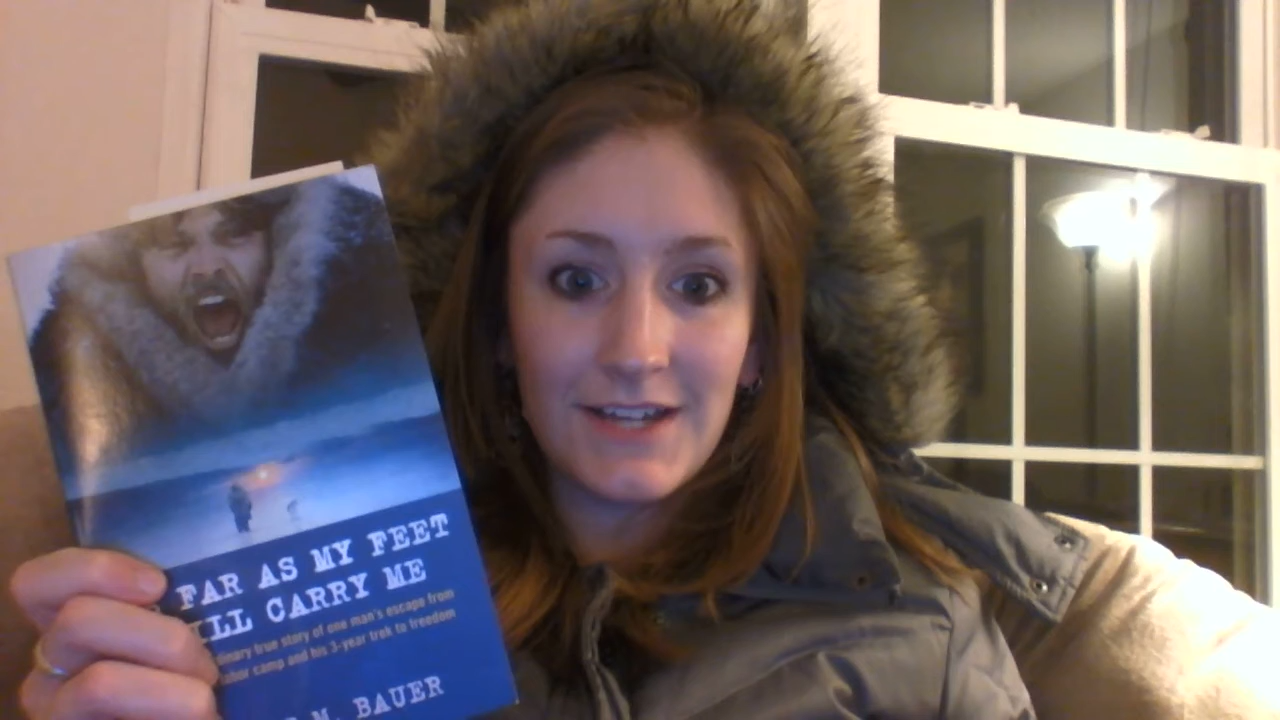 FAR AS MY FEET
ILL CARRY ME
dinary true story of one man's escape from
labor camp and his 3-year trek to freedom
M. BAUER